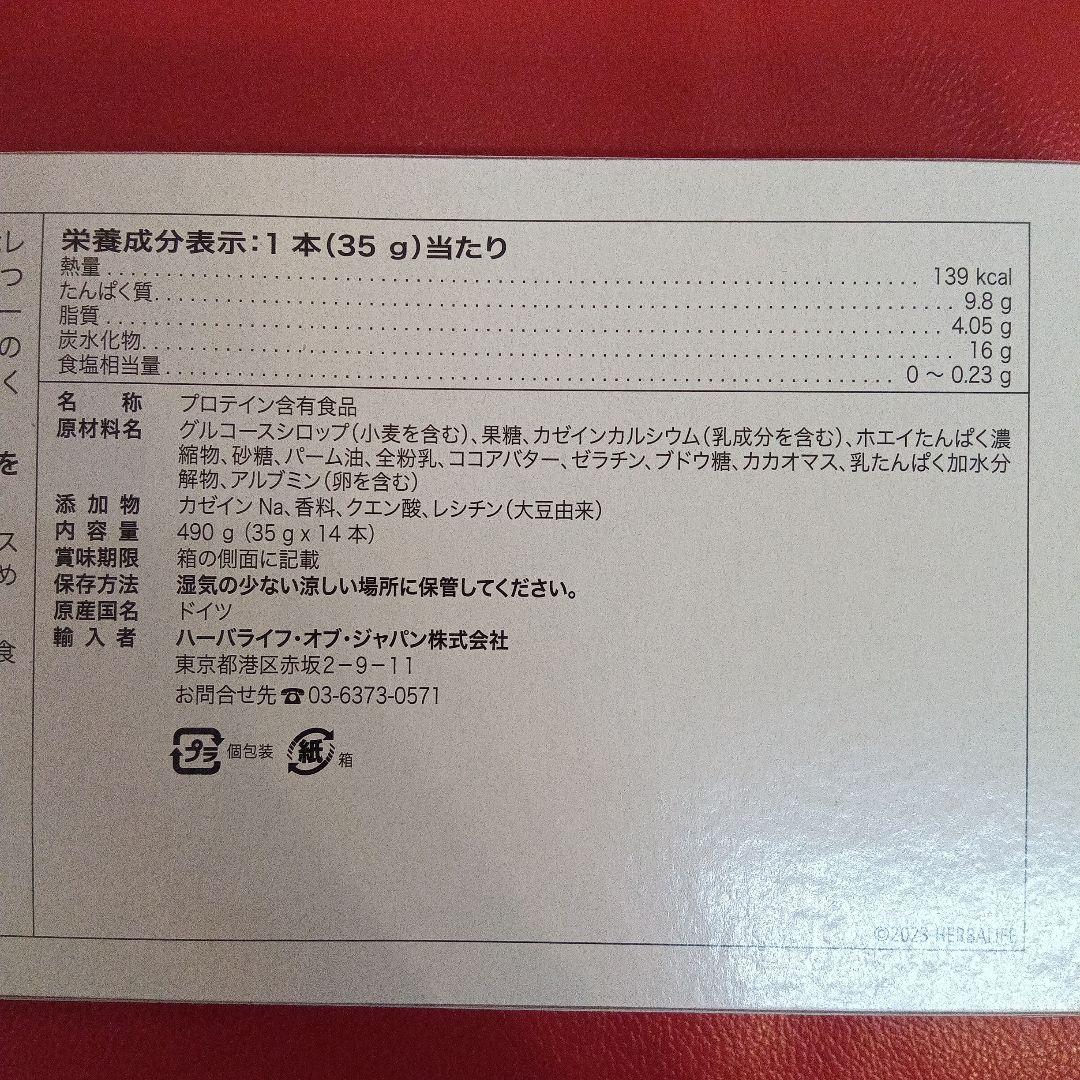 レ
つ
ー
の
く
を
ス
め
食
栄養成分表示:1 本(35 g)当たり
熱量 139 kcal
たんぱく質 9.8 g
脂質 4.05 g
炭水化物 16 g
食塩相当量 0 ～ 0.23 g
名 称 プロテイン含有食品
原材料名 グルコースシロップ(小麦を含む)、果糖、カゼインカルシウム(乳成分を含む)、ホエイたんぱく濃
縮物、砂糖、パーム油、全粉乳、ココアバター、ゼラチン、ブドウ糖、カカオマス、乳たんぱく加水分
解物、アルブミン(卵を含む)
添 加 物 カゼイン Na、香料、クエン酸、レシチン(大豆由来)
内 容 量 490 g (35 g x 14 本)
賞味期限 箱の側面に記載
保存方法 湿気の少ない涼しい場所に保管してください。
原産国名 ドイツ
輸 入 者 ハーバライフ・オブ・ジャパン株式会社
東京都港区赤坂2−9−11
お問合せ先☎03-6373-0571
プラ 個包装 紙 箱
©2023 HERBALIFE